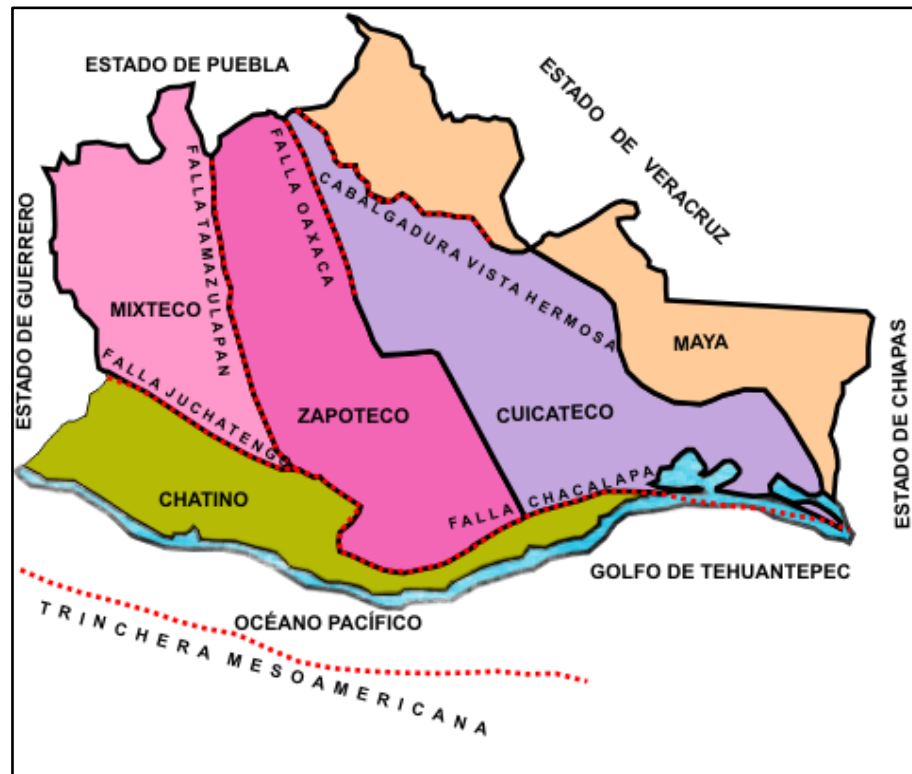 ESTADO DE PUEBLA
ESTADO DE VERACRUZ
ESTADO DE GUERRERO
FALLA TAMAZULAPAN
FALLA OAXACA
CABALGADURA VISTA HERMOSA
MIXTECO
MAYA
FALLA JUCHATENGO
ZAPOTECO
CUICATECO
ESTADO DE CHIAPAS
CHATINO
FALLA CHACALAPA
GOLFO DE TEHUANTEPEC
OCÉANO PACÍFICO
TRINCHERA MESOAMERICANA